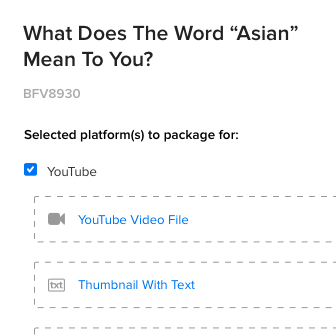 What Does The Word “Asian”
Mean To You?
BFV8930
Selected platform(s) to package for:
YouTube
YouTube Video File
txt Thumbnail With Text